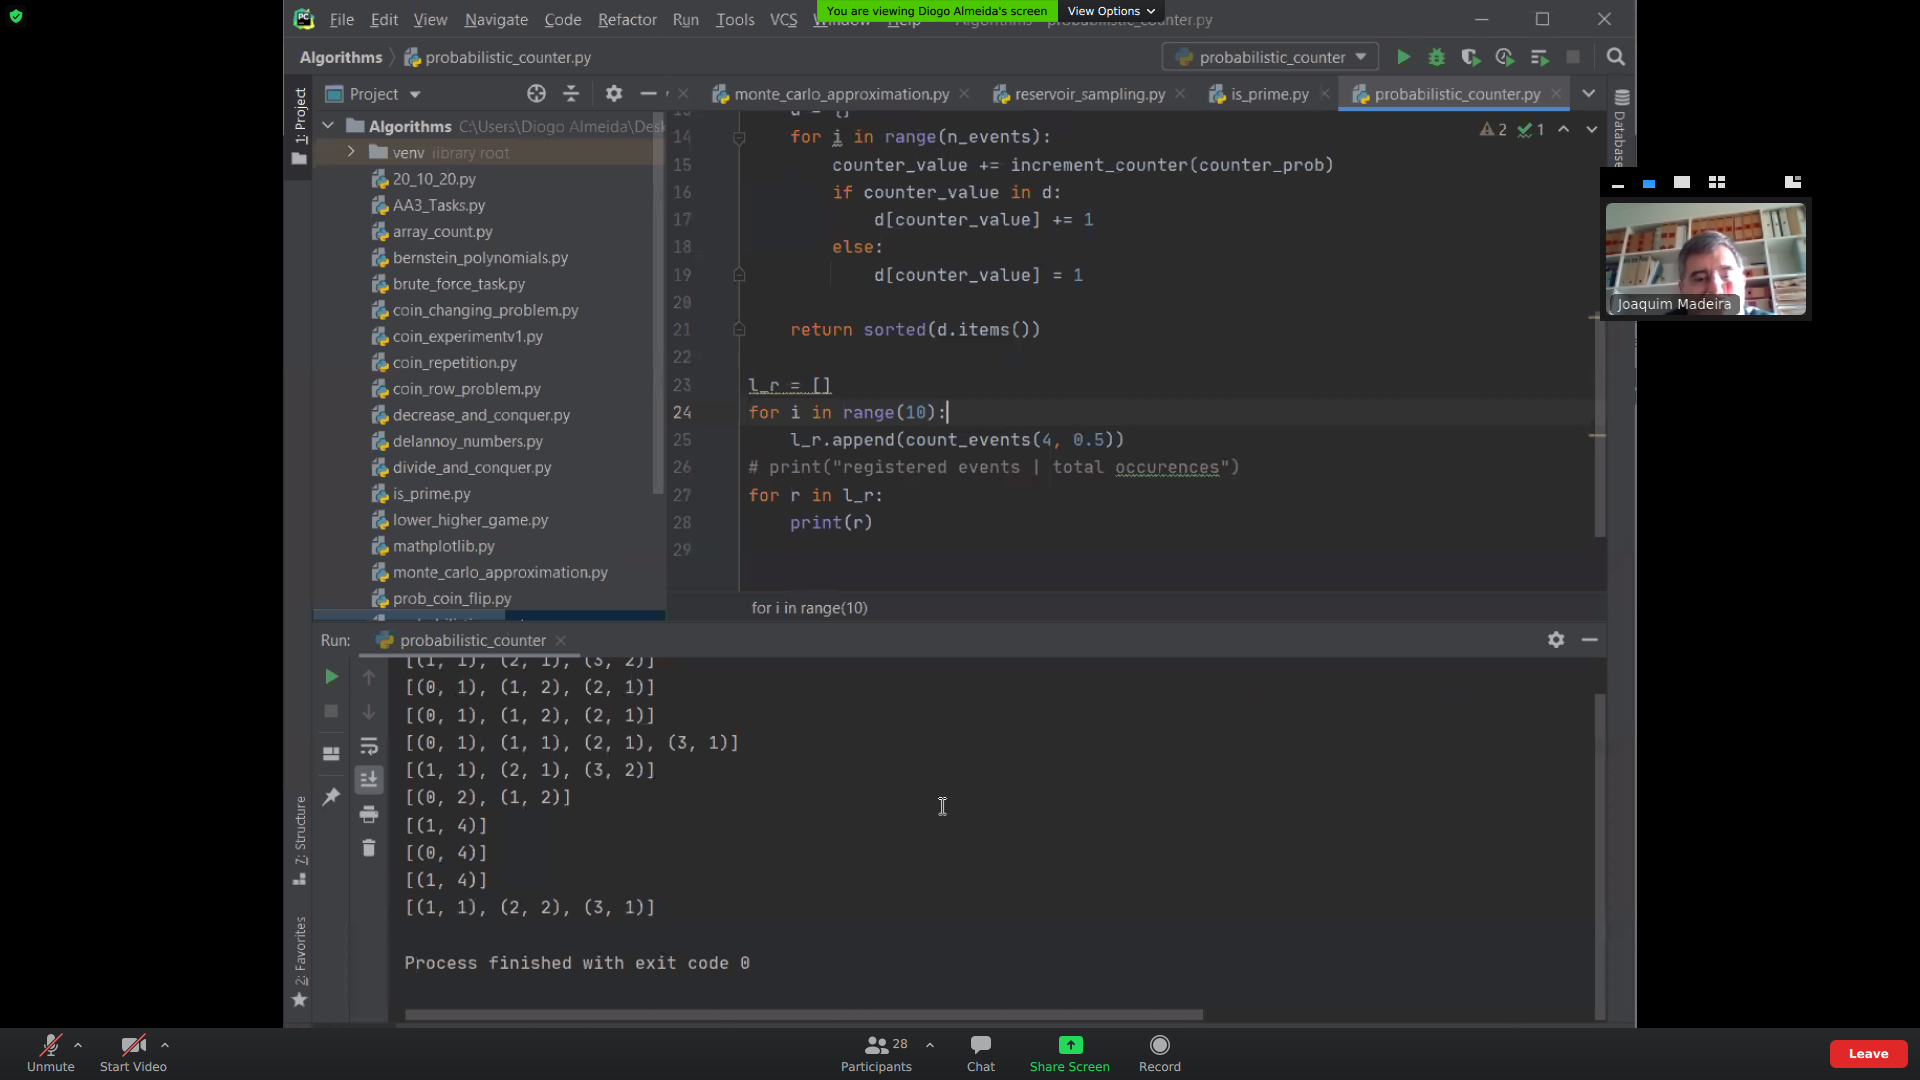 You are viewing Diogo Almeida's screen
View Options
File Edit View Navigate Code Refactor Run Tools VCS Window Help Algorithms probabilistic_counter.py
Algorithms probabilistic_counter.py
probabilistic_counter
1: Project
Project
monte_carlo_approximation.py
reservoir_sampling.py
is_prime.py
probabilistic_counter.py
Database
Algorithms C:\Users\Diogo Almeida\Desk
venv library root
20_10_20.py
AA3_Tasks.py
array_count.py
bernstein_polynomials.py
brute_force_task.py
coin_changing_problem.py
coin_experimentv1.py
coin_repetition.py
coin_row_problem.py
decrease_and_conquer.py
delannoy_numbers.py
divide_and_conquer.py
is_prime.py
lower_higher_game.py
mathplotlib.py
monte_carlo_approximation.py
prob_coin_flip.py
2 1
13 d = {}
14 for i in range(n_events):
15 counter_value += increment_counter(counter_prob)
16 if counter_value in d:
17 d[counter_value] += 1
18 else:
19 d[counter_value] = 1
20
21 return sorted(d.items())
22
23 l_r = []
24 for i in range(10):
25 l_r.append(count_events(4, 0.5))
26 # print("registered events | total occurences")
27 for r in l_r:
28 print(r)
29
for i in range(10)
Joaquim Madeira
Run: probabilistic_counter
[(1, 1), (2, 1), (3, 2)]
[(0, 1), (1, 2), (2, 1)]
[(0, 1), (1, 2), (2, 1)]
[(0, 1), (1, 1), (2, 1), (3, 1)]
[(1, 1), (2, 1), (3, 2)]
[(0, 2), (1, 2)]
[(1, 4)]
[(0, 4)]
[(1, 4)]
[(1, 1), (2, 2), (3, 1)]
Process finished with exit code 0
7: Structure
2: Favorites
Unmute
Start Video
28
Participants
Chat
Share Screen
Record
Leave